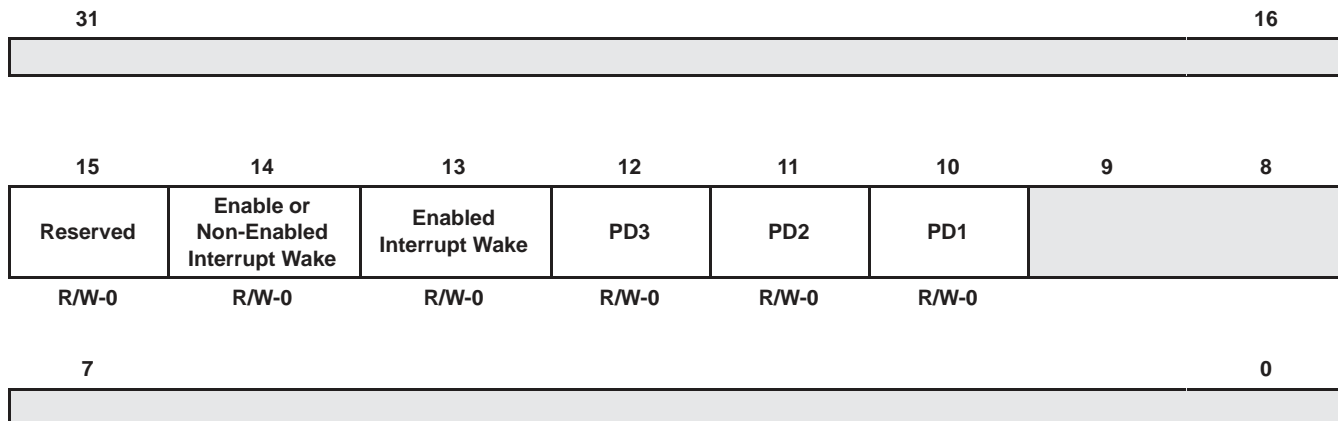 31 16
15 14 13 12 11 10 9 8
Reserved
Enable or
Non-Enabled
Interrupt Wake
Enabled
Interrupt Wake
PD3
PD2
PD1
R/W-0 R/W-0 R/W-0 R/W-0 R/W-0 R/W-0
7 0